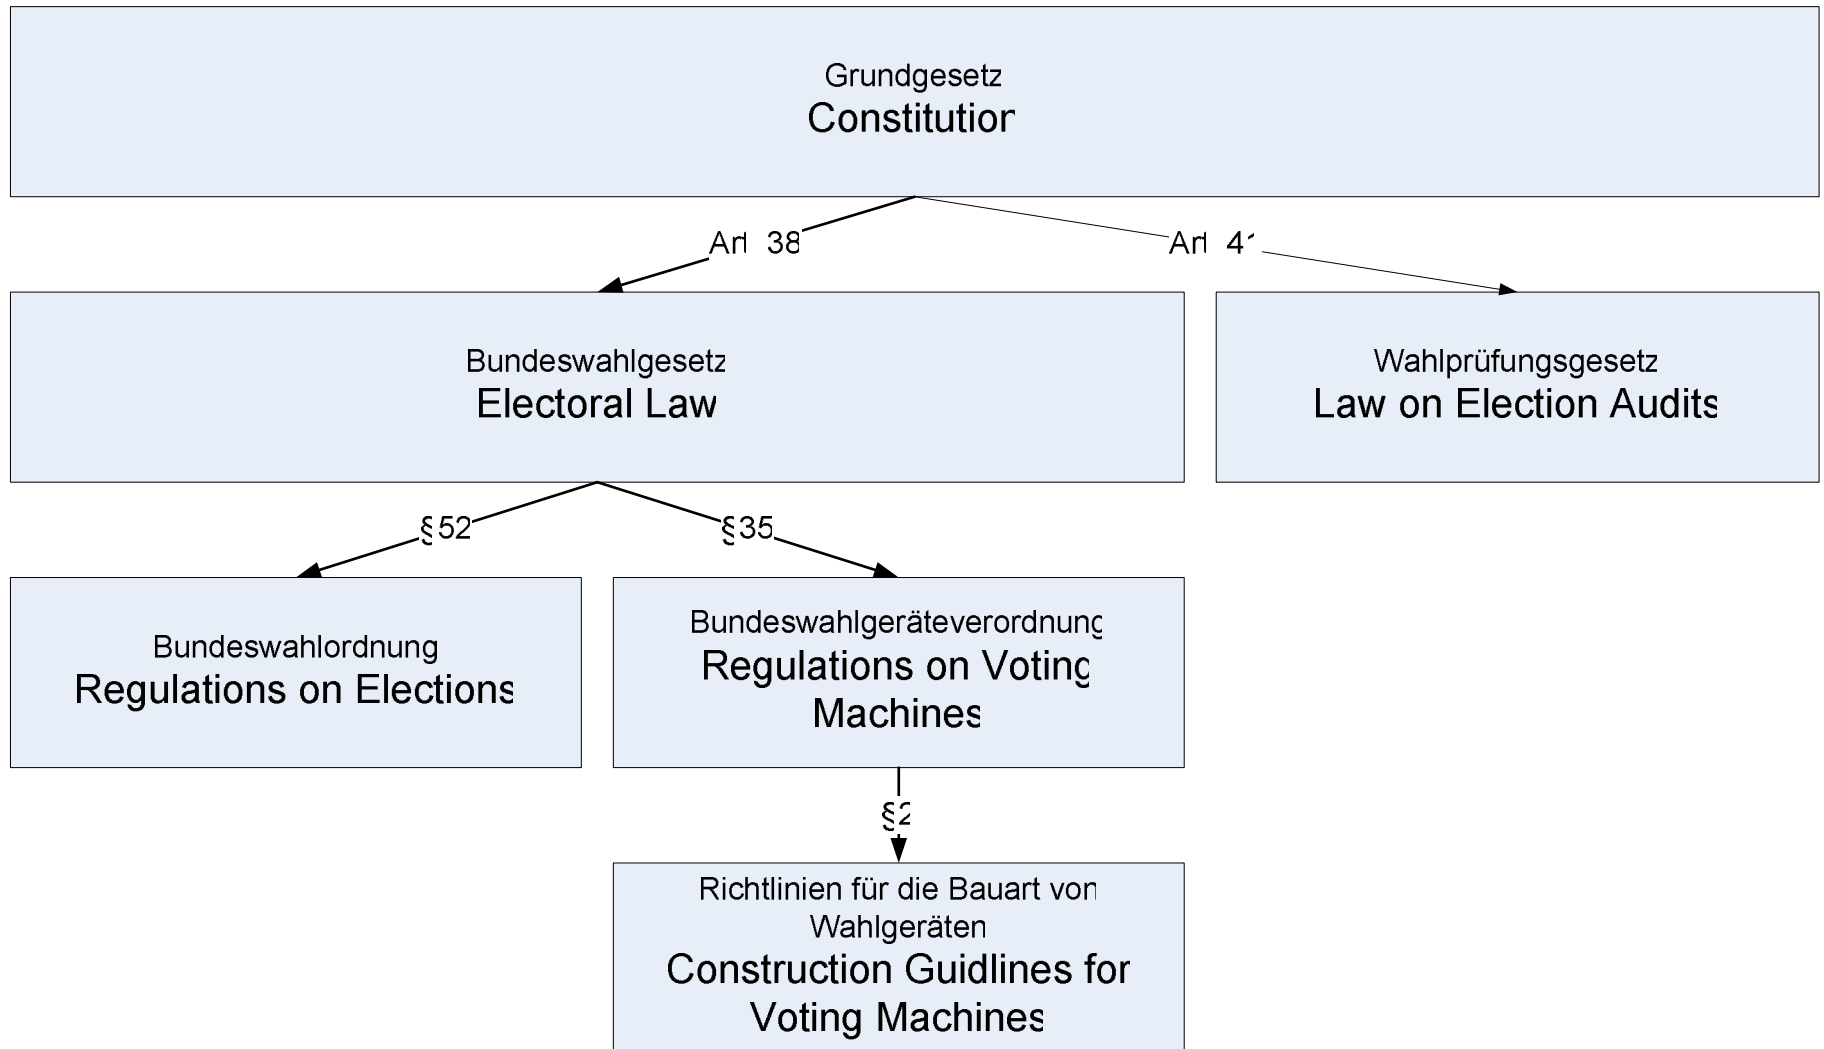 Grundgesetz
Constitution
Art. 38
Art. 41
Bundeswahlgesetz
Electoral Law
Wahlprüfungsgesetz
Law on Election Audits
§52
§35
Bundeswahlordnung
Regulations on Elections
Bundeswahlgeräteverordnung
Regulations on Voting
Machines
§2
Richtlinien für die Bauart von
Wahlgeräten
Construction Guidlines for
Voting Machines